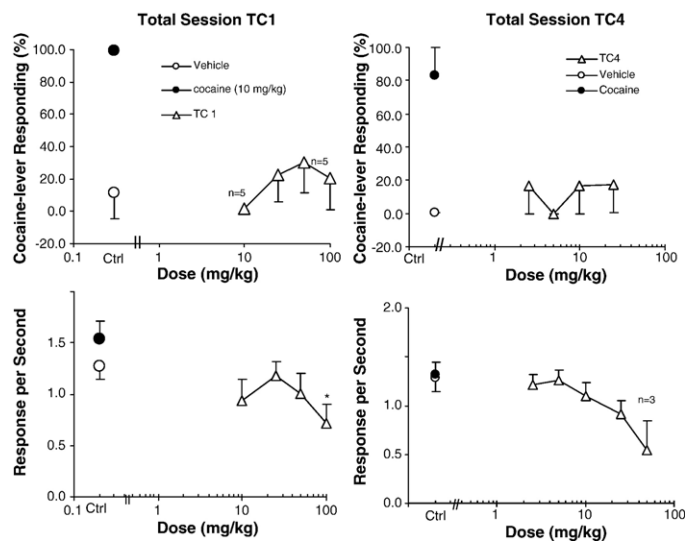 Total Session TC1
Cocaine-lever Responding (%)
100.0
80.0
60.0
40.0
20.0
0.0
-20.0
Vehicle
cocaine (10 mg/kg)
TC 1
n=5
n=5
0.1
Ctrl
1
10
100
Dose (mg/kg)
Total Session TC4
Cocaine-lever Responding (%)
100.0
80.0
60.0
40.0
20.0
0.0
-20.0
TC4
Vehicle
Cocaine
Ctrl
1
10
100
Dose (mg/kg)
Response per Second
1.5
1.0
0.5
0.0
*
0.1
Ctrl
1
10
100
Dose (mg/kg)
Response per Second
2.0
1.5
1.0
0.5
0.0
n=3
Ctrl
1
10
100
Dose (mg/kg)